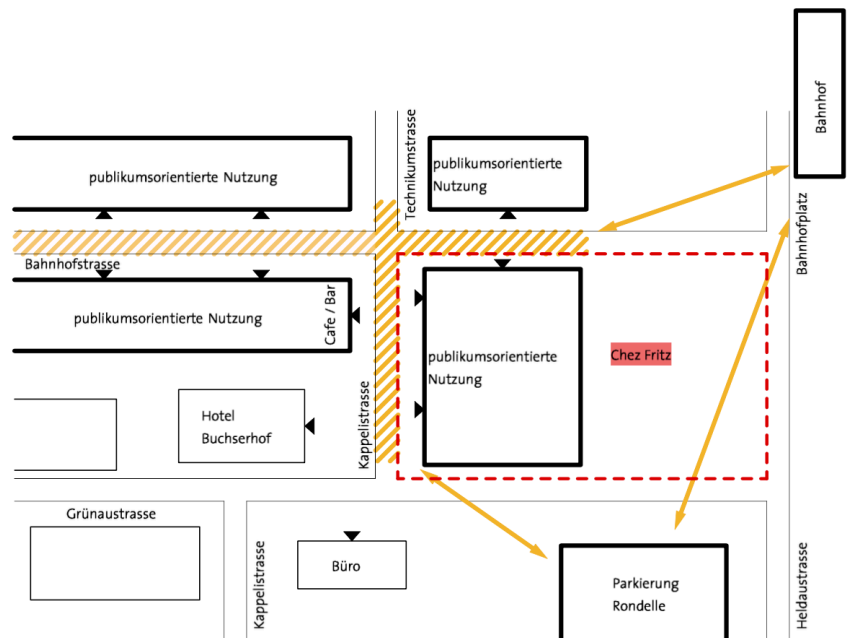 Bahnhof
Technikumstrasse
publikumsorientierte Nutzung
publikumsorientierte
Nutzung
Bahnhofplatz
Bahnhofstrasse
publikumsorientierte Nutzung
Cafe / Bar
publikumsorientierte
Nutzung
Chez Fritz
Hotel
Buchserhof
Kappelistrasse
Grünaustrasse
Kappelistrasse
Büro
Parkierung
Rondelle
Heldaustrasse